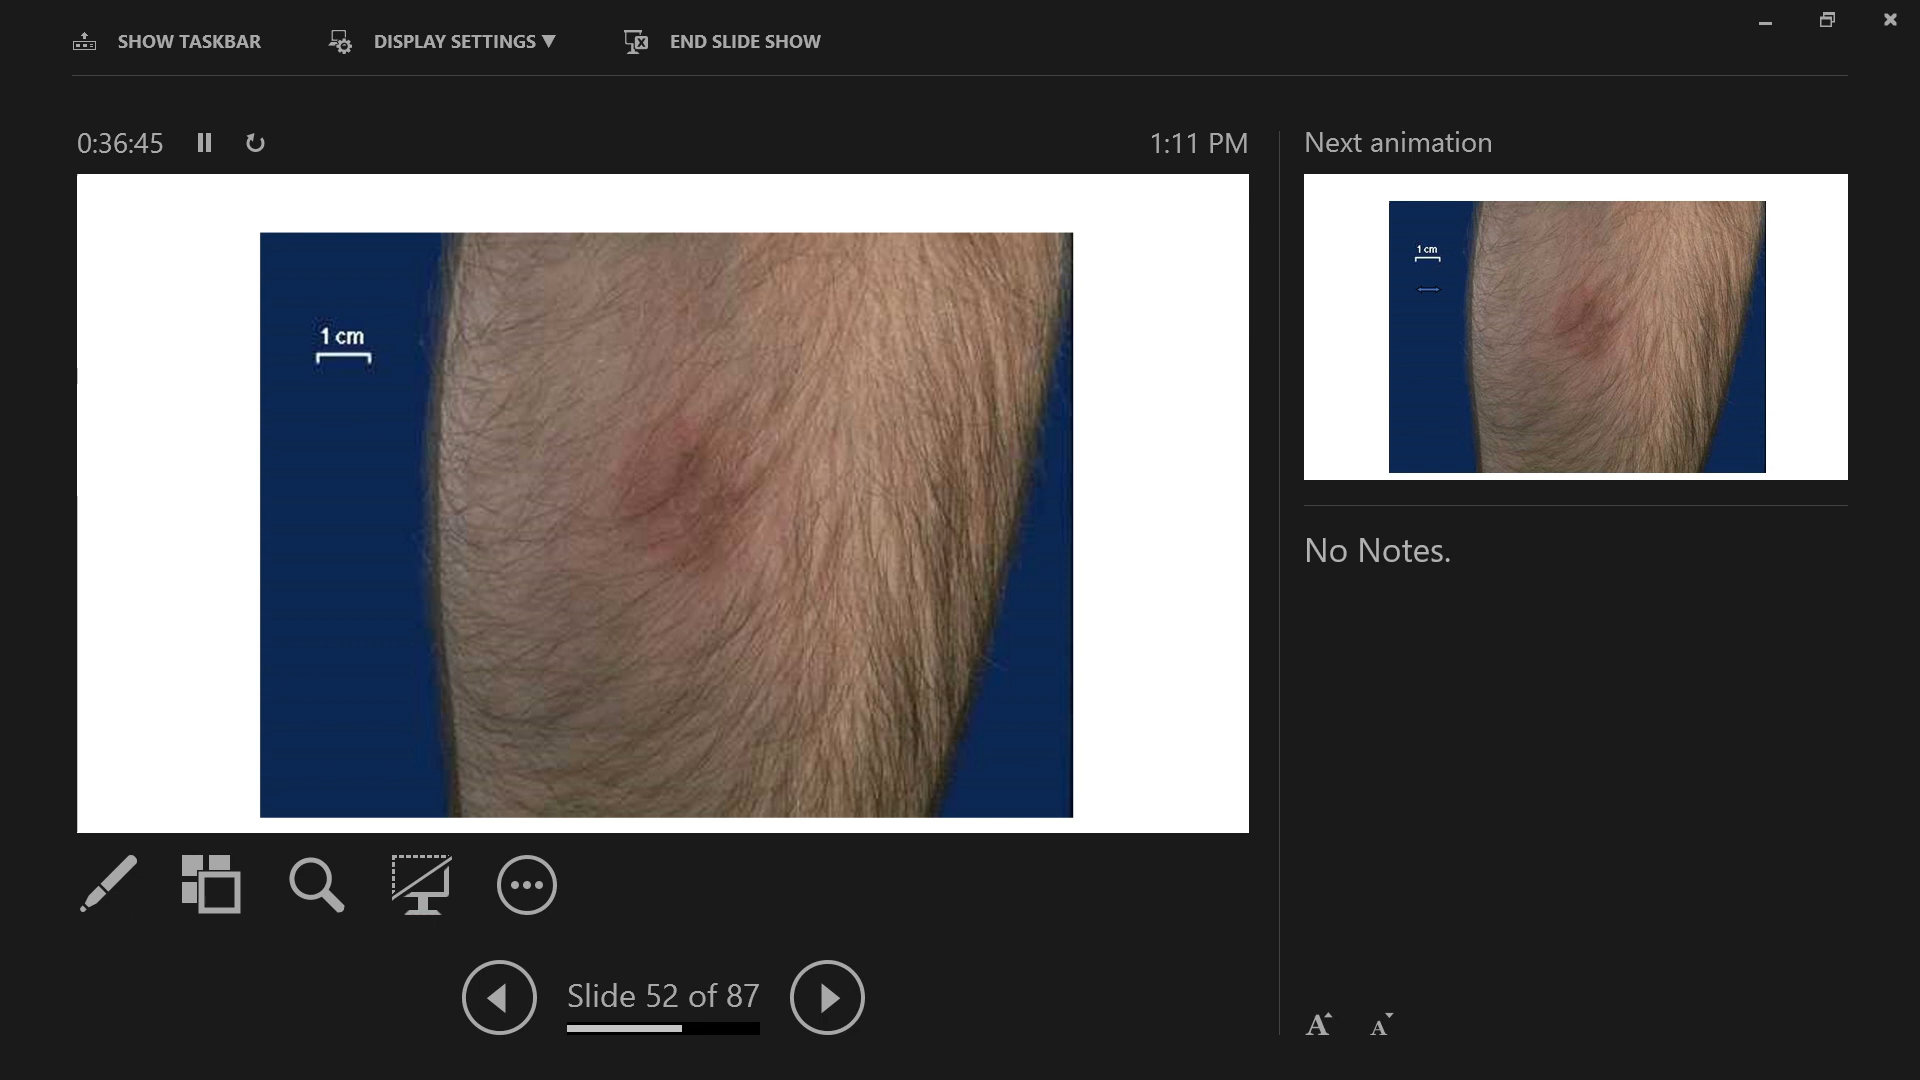 SHOW TASKBAR
DISPLAY SETTINGS ▼
END SLIDE SHOW
0:36:45
1:11 PM
Next animation
1 cm
1 cm
No Notes.
Slide 52 of 87
A
A